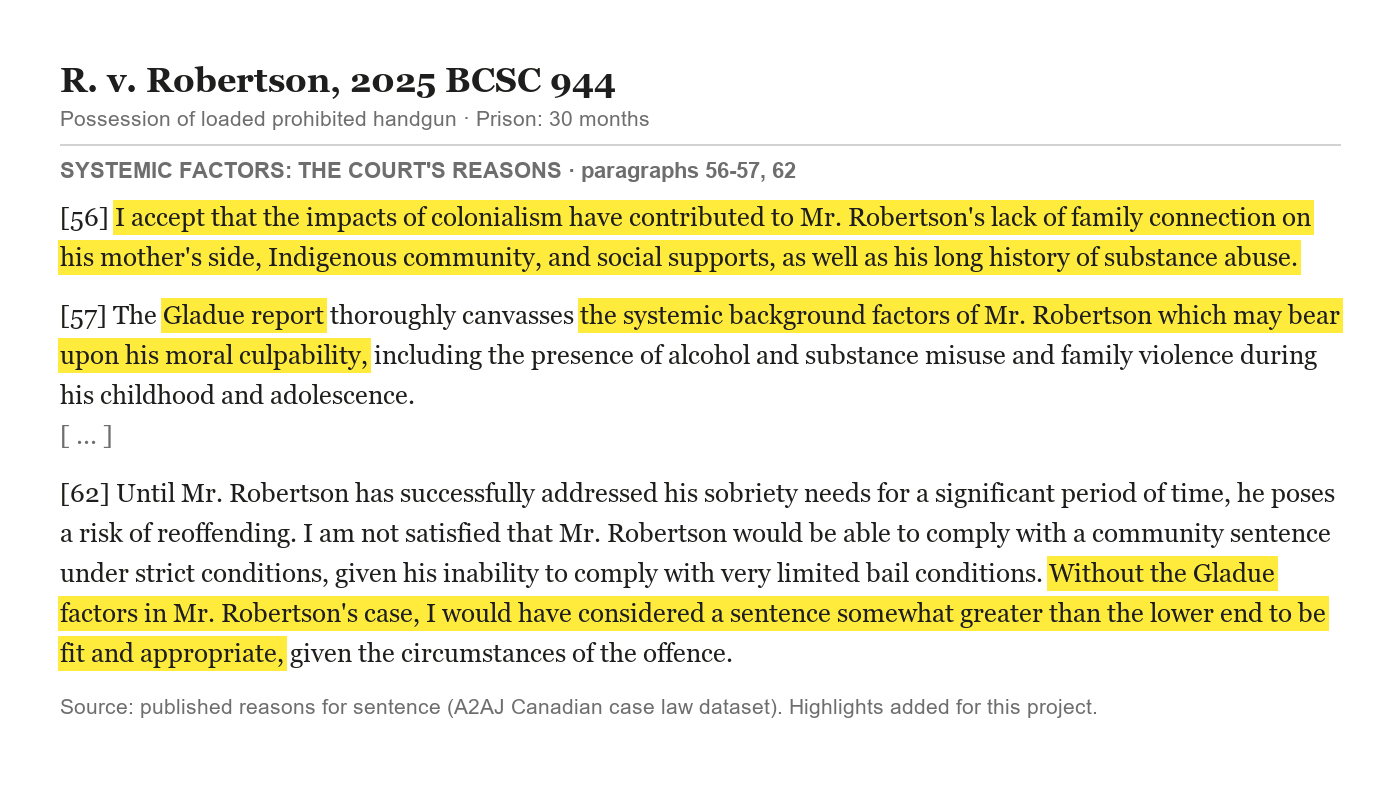 R. v. Robertson, 2025 BCSC 944
Possession of loaded prohibited handgun · Prison: 30 months
SYSTEMIC FACTORS: THE COURT'S REASONS · paragraphs 56-57, 62
[56] I accept that the impacts of colonialism have contributed to Mr. Robertson's lack of family connection on
his mother's side, Indigenous community, and social supports, as well as his long history of substance abuse.
[57] The Gladue report thoroughly canvasses the systemic background factors of Mr. Robertson which may bear
upon his moral culpability, including the presence of alcohol and substance misuse and family violence during
his childhood and adolescence.
[ ... ]
[62] Until Mr. Robertson has successfully addressed his sobriety needs for a significant period of time, he poses
a risk of reoffending. I am not satisfied that Mr. Robertson would be able to comply with a community sentence
under strict conditions, given his inability to comply with very limited bail conditions. Without the Gladue
factors in Mr. Robertson's case, I would have considered a sentence somewhat greater than the lower end to be
fit and appropriate, given the circumstances of the offence.
Source: published reasons for sentence (A2AJ Canadian case law dataset). Highlights added for this project.